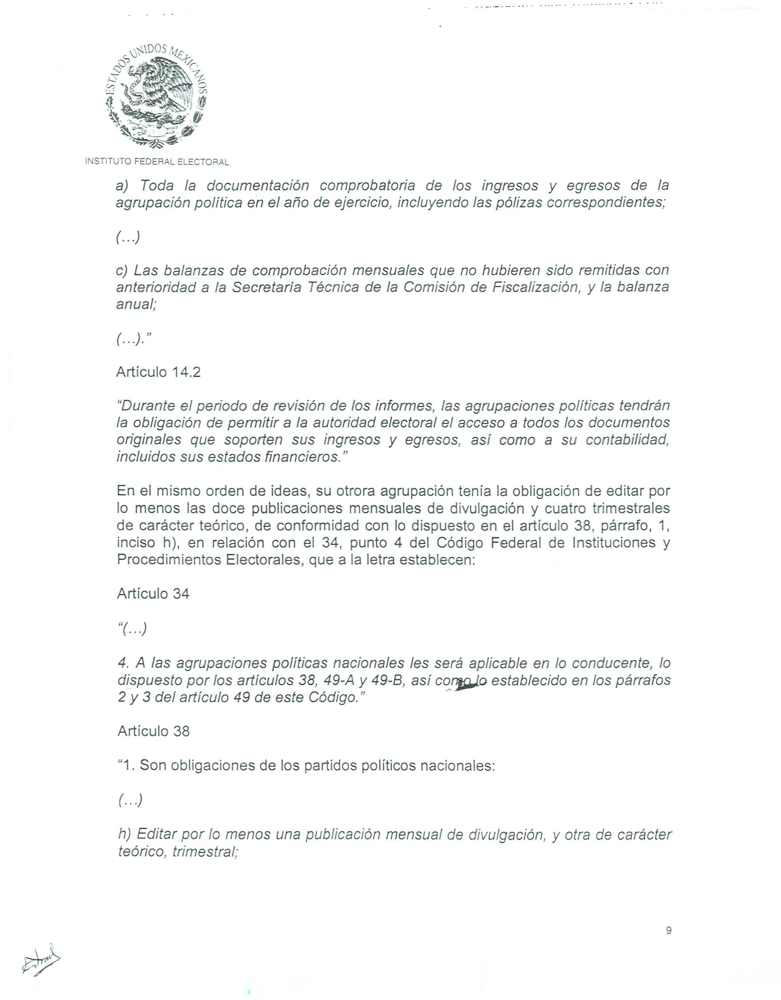 ESTADOS UNIDOS MEXICANOS
INSTITUTO FEDERAL ELECTORAL
a) Toda la documentación comprobatoria de los ingresos y egresos de la
agrupación política en el año de ejercicio, incluyendo las pólizas correspondientes;
(...)
c) Las balanzas de comprobación mensuales que no hubieren sido remitidas con
anterioridad a la Secretaría Técnica de la Comisión de Fiscalización, y la balanza
anual;
(...)."
Artículo 14.2
“Durante el periodo de revisión de los informes, las agrupaciones políticas tendrán
la obligación de permitir a la autoridad electoral el acceso a todos los documentos
originales que soporten sus ingresos y egresos, así como a su contabilidad,
incluidos sus estados financieros.”
En el mismo orden de ideas, su otrora agrupación tenía la obligación de editar por
lo menos las doce publicaciones mensuales de divulgación y cuatro trimestrales
de carácter teórico, de conformidad con lo dispuesto en el artículo 38, párrafo, 1,
inciso h), en relación con el 34, punto 4 del Código Federal de Instituciones y
Procedimientos Electorales, que a la letra establecen:
Artículo 34
“(...)
4. A las agrupaciones políticas nacionales les será aplicable en lo conducente, lo
dispuesto por los artículos 38, 49-A y 49-B, así como lo establecido en los párrafos
2 y 3 del artículo 49 de este Código.”
Artículo 38
“1. Son obligaciones de los partidos políticos nacionales:
(...)
h) Editar por lo menos una publicación mensual de divulgación, y otra de carácter
teórico, trimestral;
9